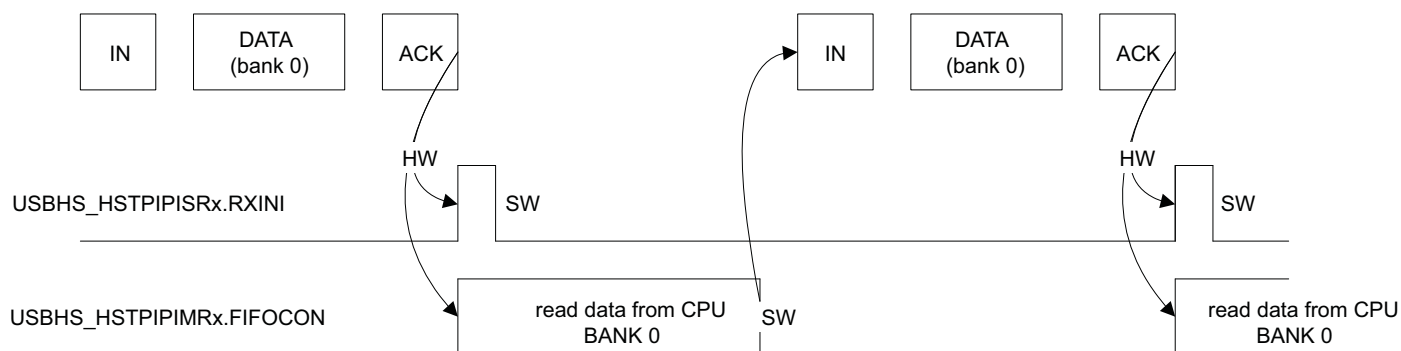 IN
DATA
(bank 0)
ACK
IN
DATA
(bank 0)
ACK
HW
HW
USBHS_HSTPIPISRx.RXINI
SW
SW
USBHS_HSTPIPIMRx.FIFOCON
read data from CPU
BANK 0
SW
read data from CPU
BANK 0